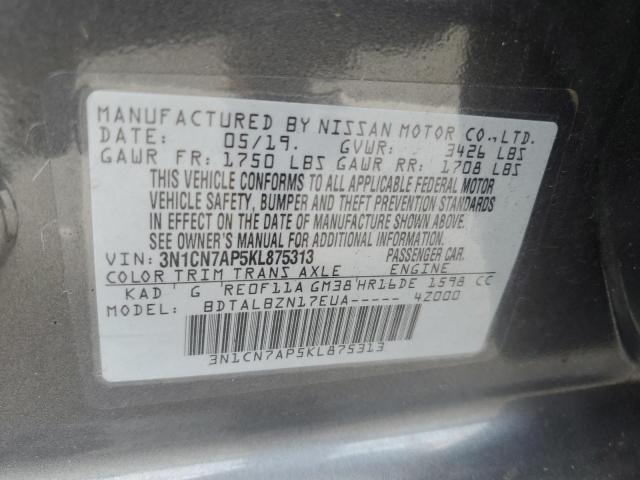 MANUFACTURED BY NISSAN MOTOR CO.,LTD.
DATE: 05/19. GVWR: 3426 LBS
GAWR FR: 1750 LBS GAWR RR: 1708 LBS
THIS VEHICLE CONFORMS TO ALL APPLICABLE FEDERAL MOTOR
VEHICLE SAFETY, BUMPER AND THEFT PREVENTION STANDARDS
IN EFFECT ON THE DATE OF MANUFACTURE SHOWN ABOVE.
SEE OWNER'S MANUAL FOR ADDITIONAL INFORMATION.
VIN: 3N1CN7AP5KL875313 PASSENGER CAR.
COLOR TRIM TRANS AXLE ENGINE
KAD ' G ' RE0F11A GM38'HR16DE 1598 CC
MODEL: BDTALBZN17EUA----- 4Z000
3N1CN7AP5KL875313